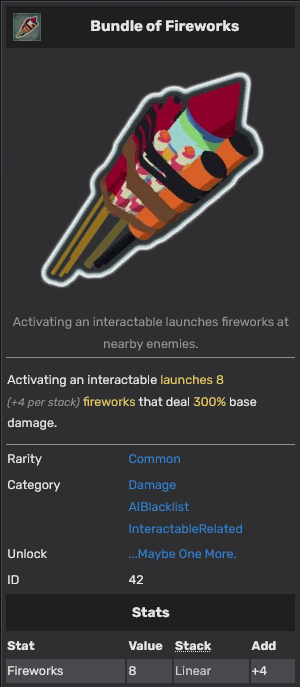 Bundle of Fireworks
Activating an interactable launches fireworks at
nearby enemies.
Activating an interactable launches 8
(+4 per stack) fireworks that deal 300% base
damage.
Rarity Common
Category Damage
AIBlacklist
InteractableRelated
Unlock ...Maybe One More.
ID 42
Stats
Stat Value Stack Add
Fireworks 8 Linear +4